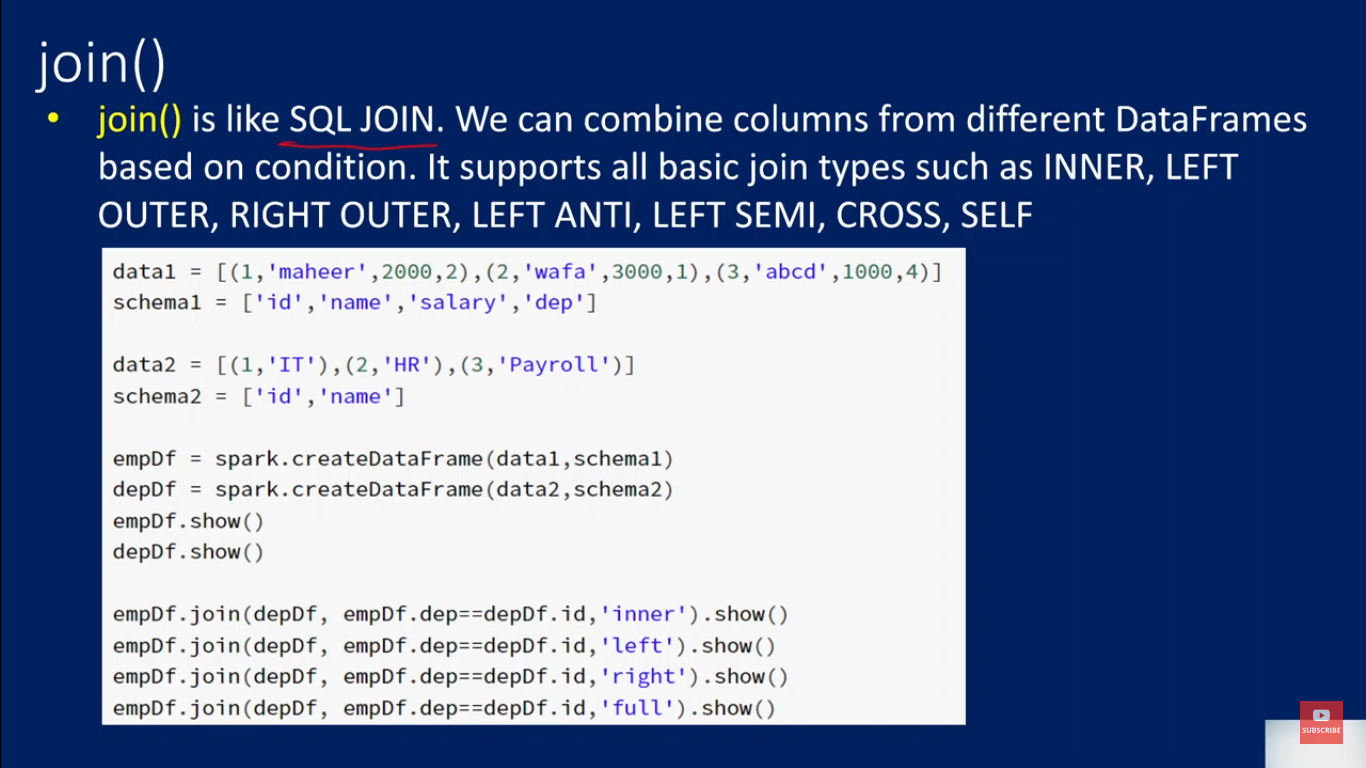 join()
• join() is like SQL JOIN. We can combine columns from different DataFrames
based on condition. It supports all basic join types such as INNER, LEFT
OUTER, RIGHT OUTER, LEFT ANTI, LEFT SEMI, CROSS, SELF
data1 = [(1,'maheer',2000,2),(2,'wafa',3000,1),(3,'abcd',1000,4)]
schema1 = ['id','name','salary','dep']
data2 = [(1,'IT'),(2,'HR'),(3,'Payroll')]
schema2 = ['id','name']
empDf = spark.createDataFrame(data1,schema1)
depDf = spark.createDataFrame(data2,schema2)
empDf.show()
depDf.show()
empDf.join(depDf, empDf.dep==depDf.id,'inner').show()
empDf.join(depDf, empDf.dep==depDf.id,'left').show()
empDf.join(depDf, empDf.dep==depDf.id,'right').show()
empDf.join(depDf, empDf.dep==depDf.id,'full').show()
SUBSCRIBE